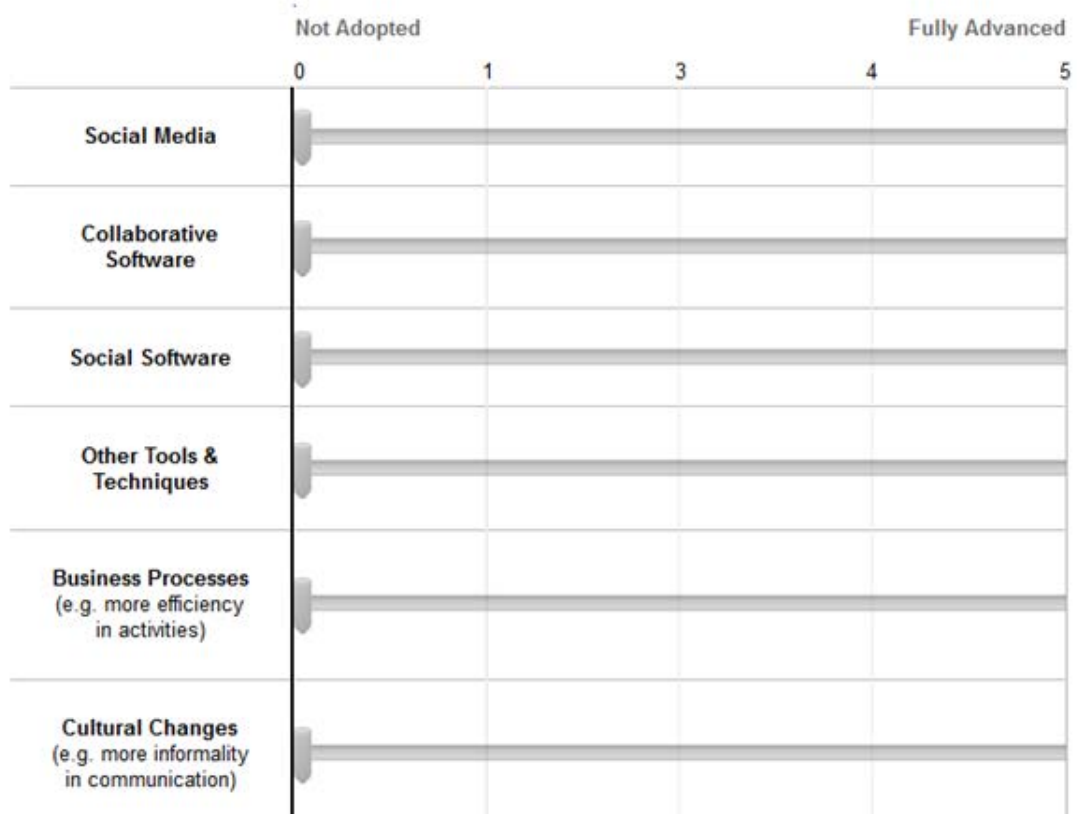 Not Adopted Fully Advanced
0 1 3 4 5
Social Media
Collaborative
Software
Social Software
Other Tools &
Techniques
Business Processes
(e.g. more efficiency
in activities)
Cultural Changes
(e.g. more informality
in communication)